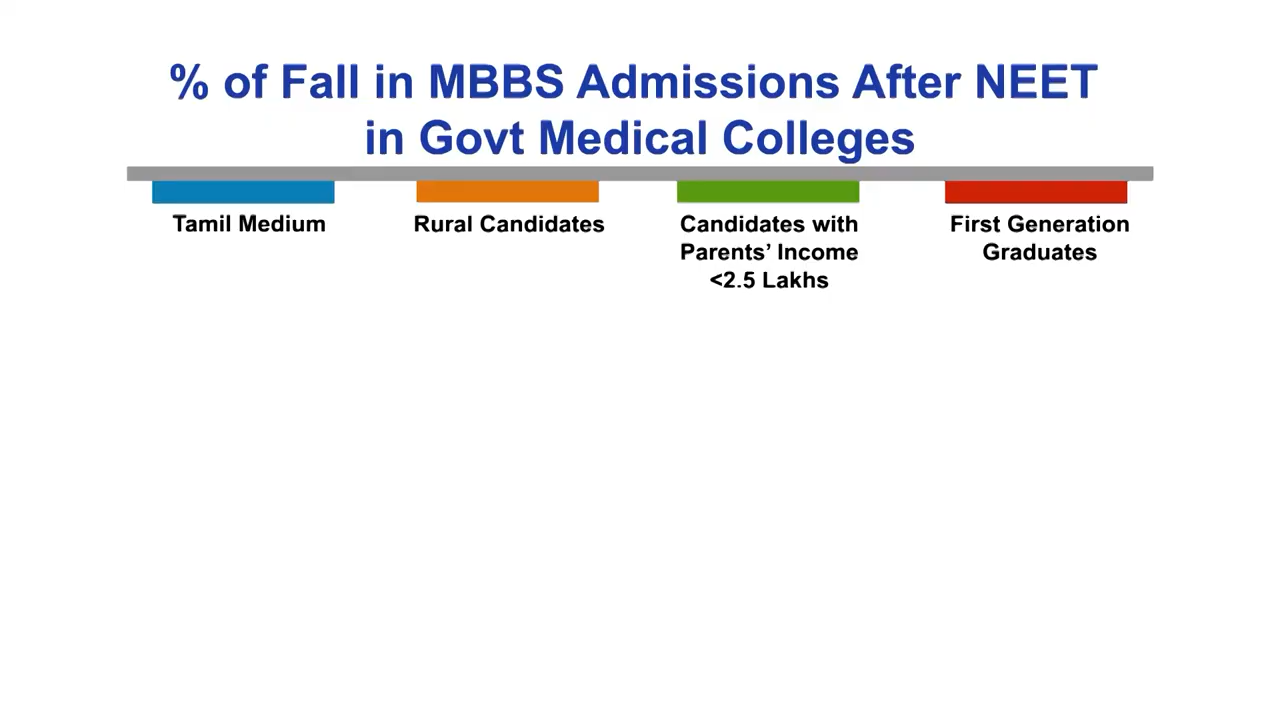 % of Fall in MBBS Admissions After NEET
in Govt Medical Colleges
Tamil Medium
Rural Candidates
Candidates with
Parents’ Income
<2.5 Lakhs
First Generation
Graduates